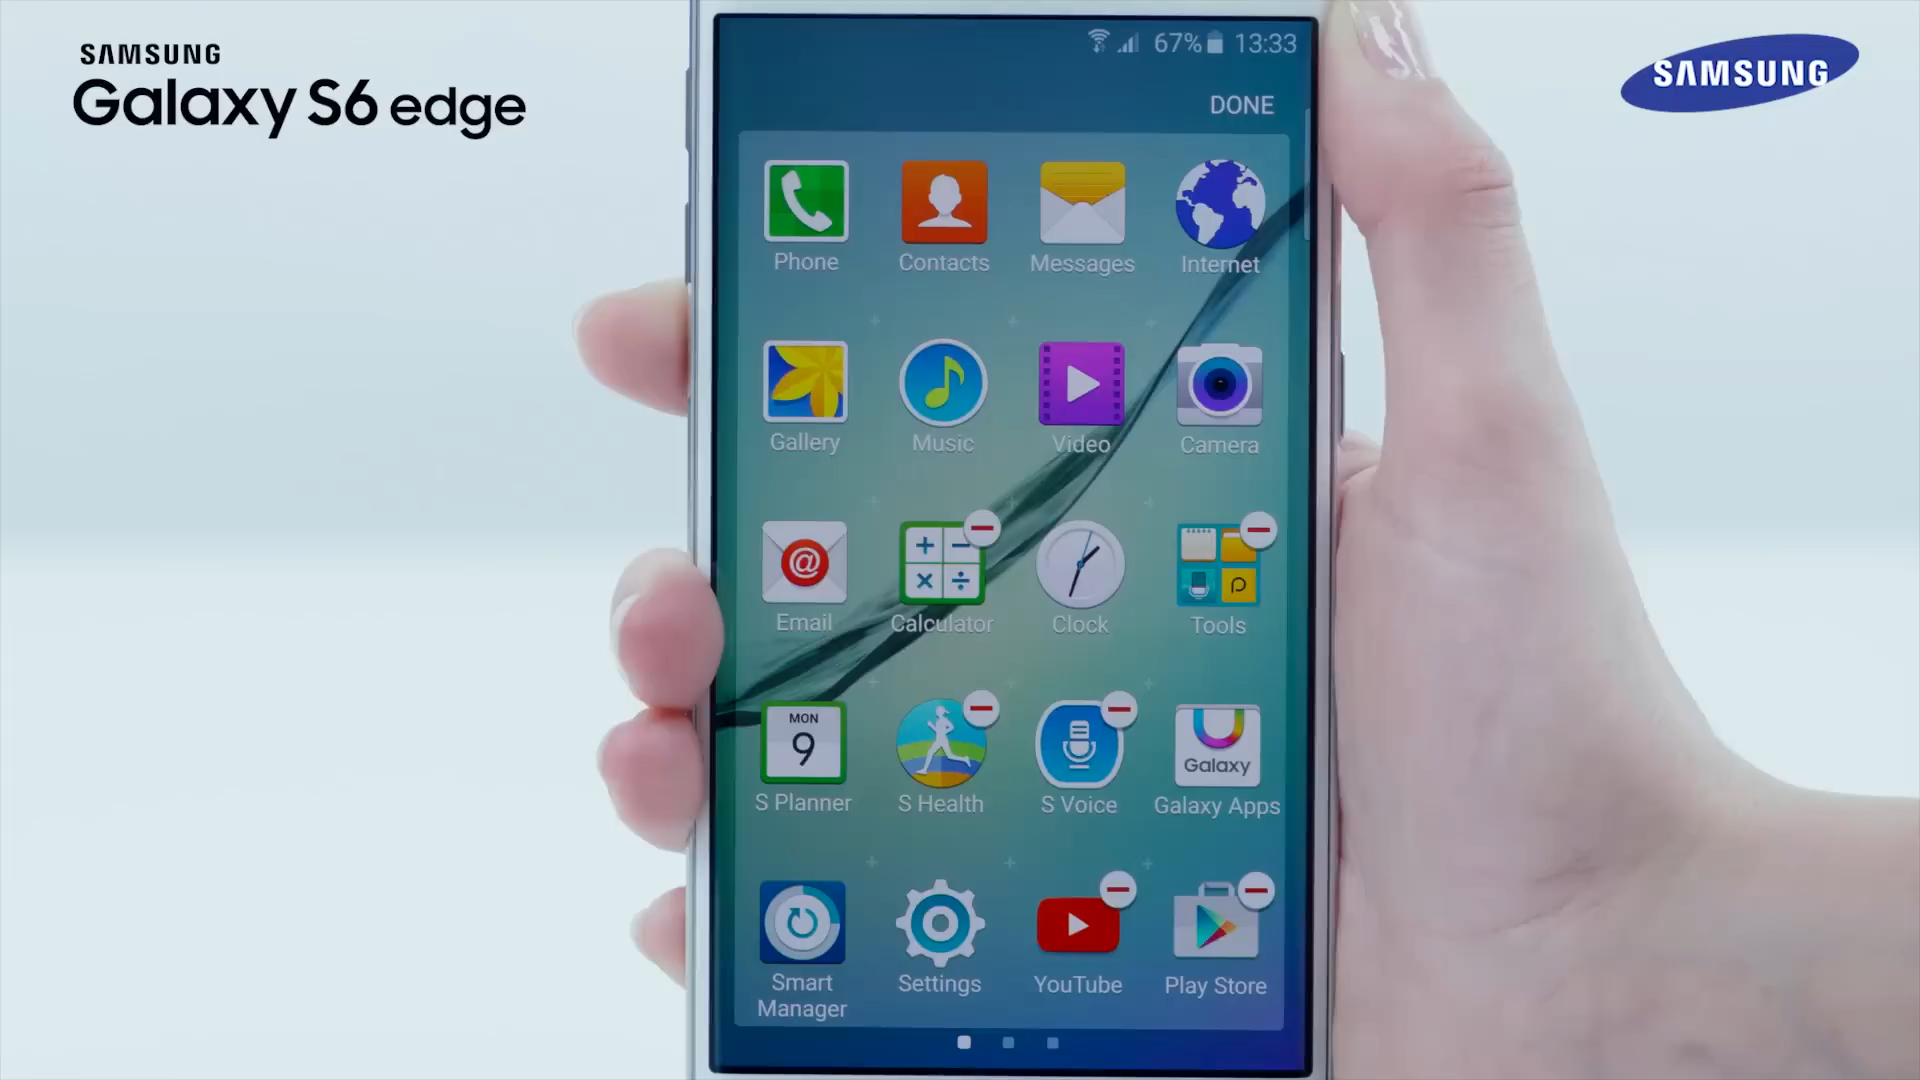 SAMSUNG
Galaxy S6 edge
SAMSUNG
67% 13:33
DONE
Phone
Contacts
Messages
Internet
Gallery
Music
Video
Camera
@
Email
Calculator
Clock
Tools
MON
9
S Planner
S Health
S Voice
Galaxy
Galaxy Apps
Smart
Manager
Settings
YouTube
Play Store